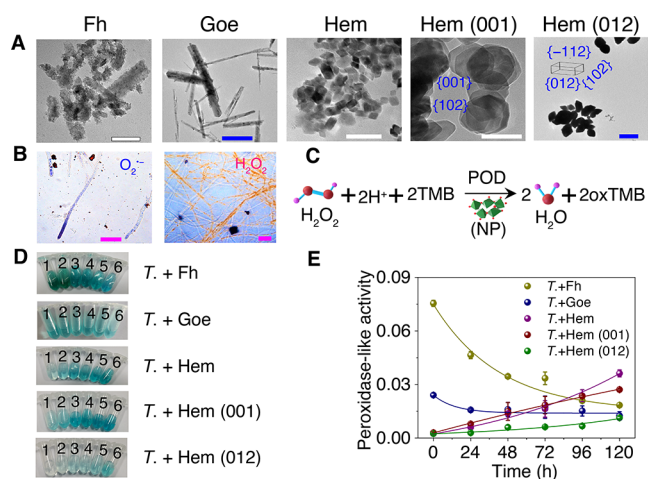 Fh Goe Hem Hem (001) Hem (012)
A
{001}
{102}
{-112}
{012}
{102}
B
O₂·⁻
H₂O₂
C
H₂O₂ + 2H⁺ + 2TMB POD (NP) 2 H₂O + 2oxTMB
D
1 2 3 4 5 6 T. + Fh
1 2 3 4 5 6 T. + Goe
1 2 3 4 5 6 T. + Hem
1 2 3 4 5 6 T. + Hem (001)
1 2 3 4 5 6 T. + Hem (012)
E
Peroxidase-like activity
0.09
0.06
0.03
0.00
T.+Fh
T.+Goe
T.+Hem
T.+Hem (001)
T.+Hem (012)
0 24 48 72 96 120
Time (h)